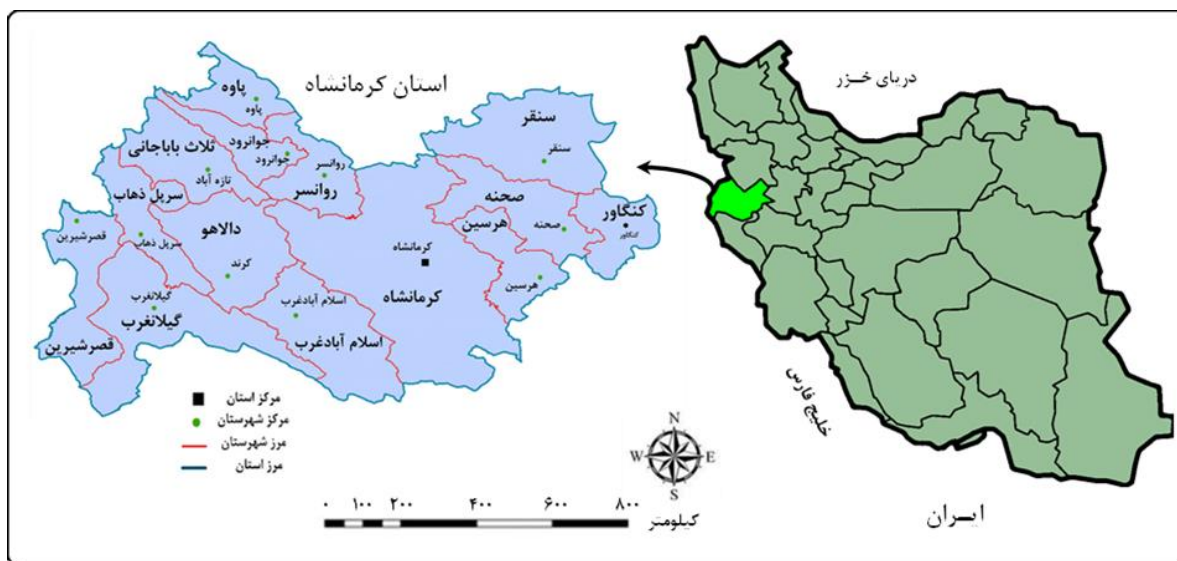 استان کرمانشاه
دریای خـزر
پاوه
پاوه
سنقر
سنقر
ثلاث باباجانی
تازه آباد
جوانرود
جوانرود
روانسر
روانسر
سرپل ذهاب
سرپل ذهاب
صحنه
صحنه
هرسین
هرسین
کنگاور
کنگاور
قصرشیرین
قصرشیرین
دالاهو
کرند
کرمانشاه
کرمانشاه
گیلانغرب
گیلانغرب
اسلام آبادغرب
اسلام آبادغرب
خلیج فارس
مرکز استان
مرکز شهرستان
مرز شهرستان
مرز استان
N
W E
S
۰ ۱۰۰ ۲۰۰ ۴۰۰ ۶۰۰ ۸۰۰
کیلومتر
ایـران